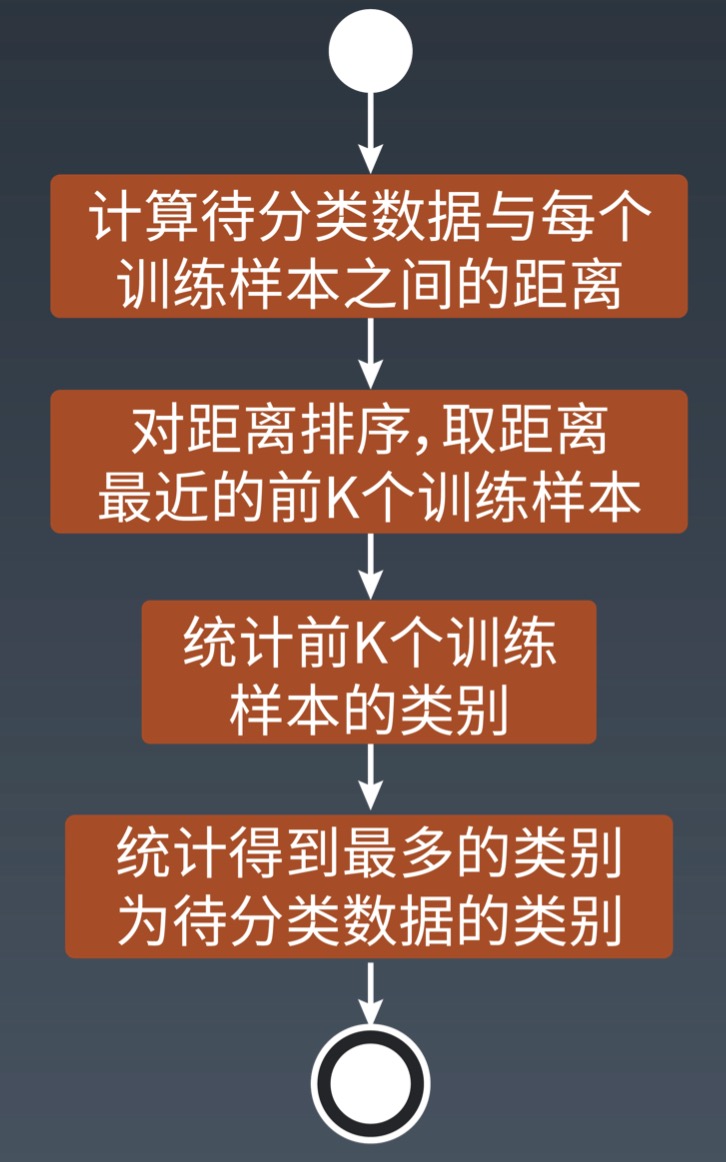 计算待分类数据与每个
训练样本之间的距离
对距离排序，取距离
最近的前K个训练样本
统计前K个训练
样本的类别
统计得到最多的类别
为待分类数据的类别